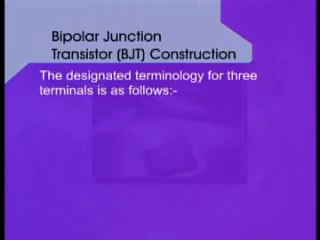 Bipolar Junction
Transistor (BJT) Construction
The designated terminology for three
terminals is as follows:-